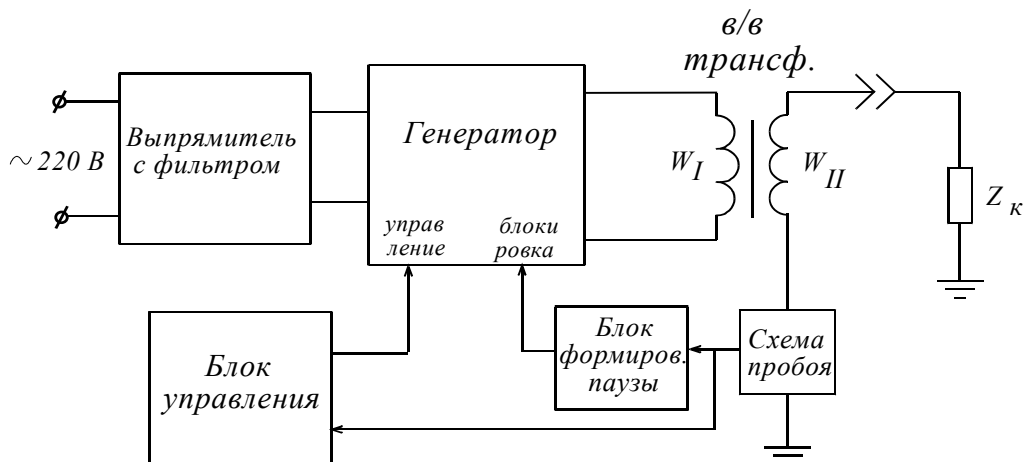 в/в
трансф.
Выпрямитель
с фильтром
Генератор
~ 220 В
W_I
W_II
Z_к
управ
ление
блоки
ровка
Блок
управления
Блок
формиров.
паузы
Схема
пробоя